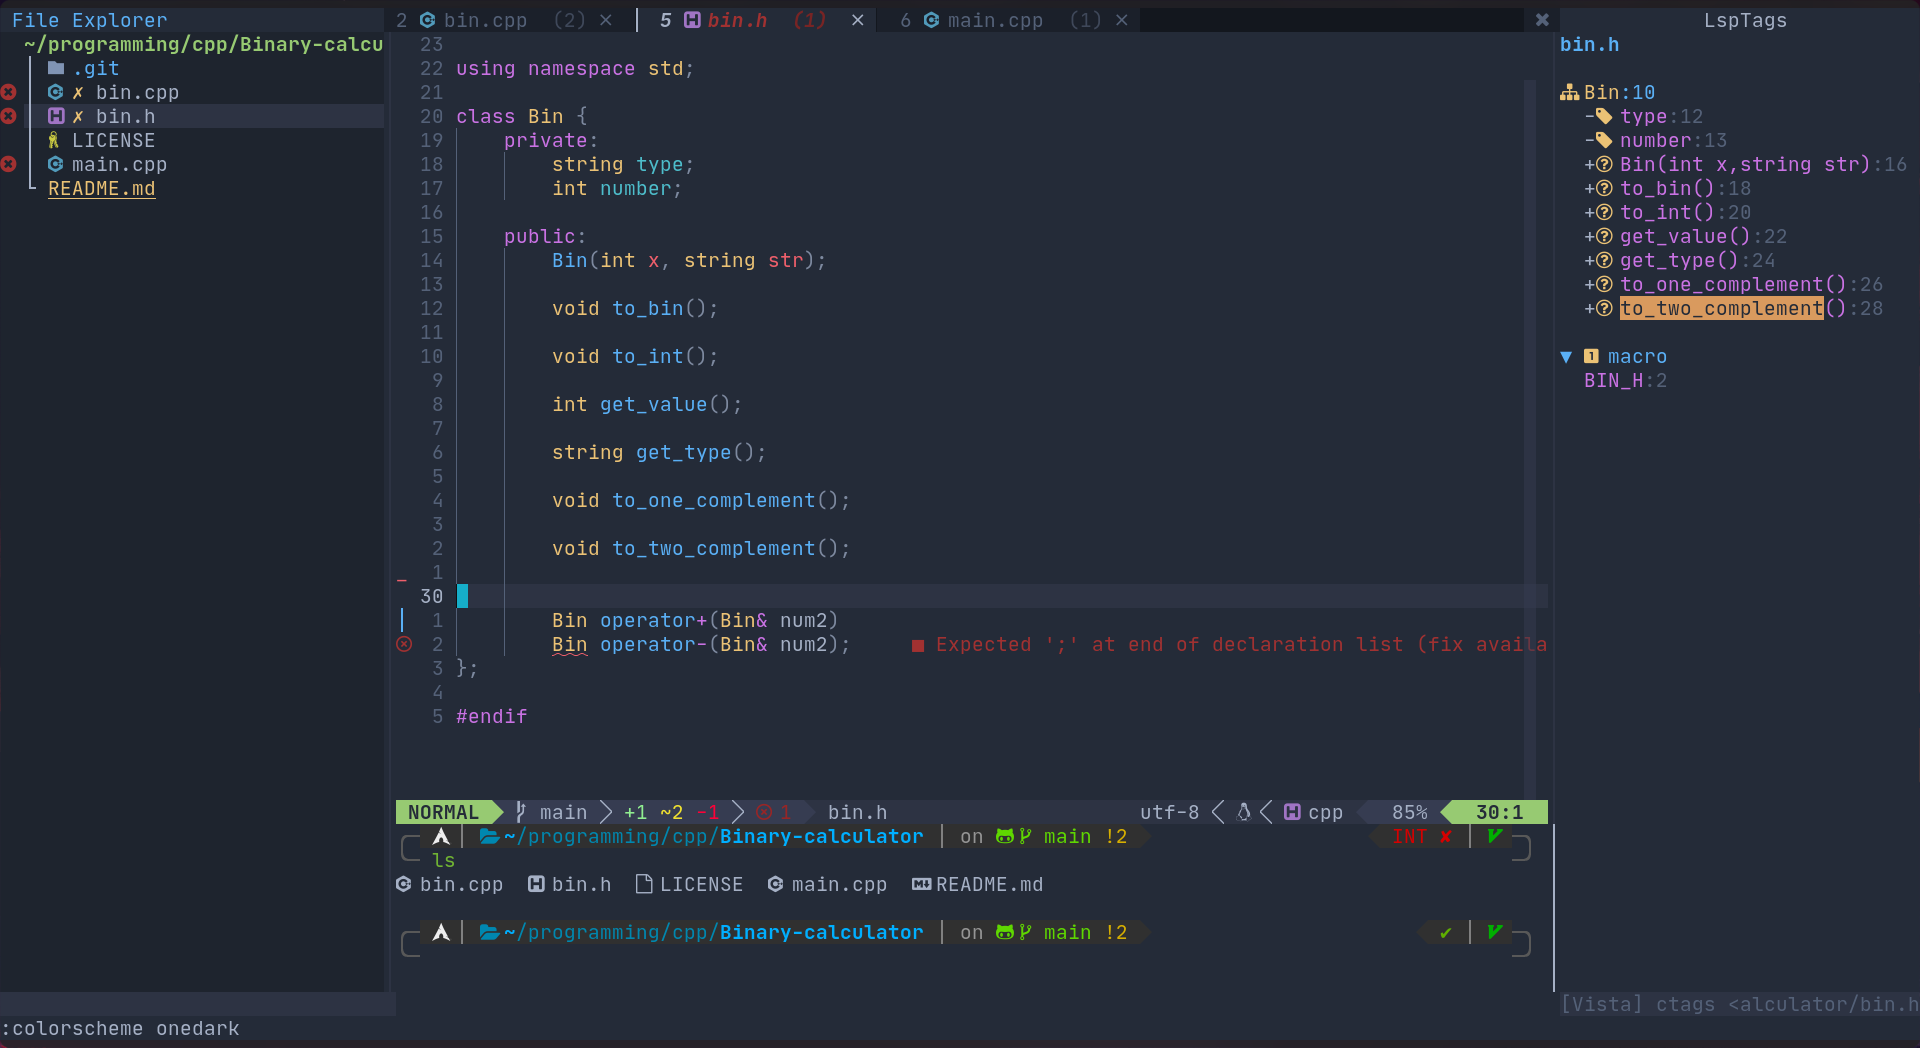 File Explorer
~/programming/cpp/Binary-calcu
.git
✗ bin.cpp
✗ bin.h
LICENSE
main.cpp
README.md
2 bin.cpp (2) × 5 bin.h (1) × 6 main.cpp (1) ×
23
22 using namespace std;
21
20 class Bin {
19 private:
18 string type;
17 int number;
16
15 public:
14 Bin(int x, string str);
13
12 void to_bin();
11
10 void to_int();
9
8 int get_value();
7
6 string get_type();
5
4 void to_one_complement();
3
2 void to_two_complement();
1
30
1 Bin operator+(Bin& num2)
2 Bin operator-(Bin& num2); ■ Expected ';' at end of declaration list (fix availa
3 };
4
5 #endif
NORMAL main +1 ~2 -1 1 bin.h utf-8 cpp 85% 30:1
~/programming/cpp/Binary-calculator on main !2 INT ✘
ls
bin.cpp bin.h LICENSE main.cpp README.md
~/programming/cpp/Binary-calculator on main !2 ✔
LspTags
bin.h
Bin:10
-type:12
-number:13
+Bin(int x,string str):16
+to_bin():18
+to_int():20
+get_value():22
+get_type():24
+to_one_complement():26
+to_two_complement():28
▼ 1 macro
BIN_H:2
[Vista] ctags <alculator/bin.h
:colorscheme onedark